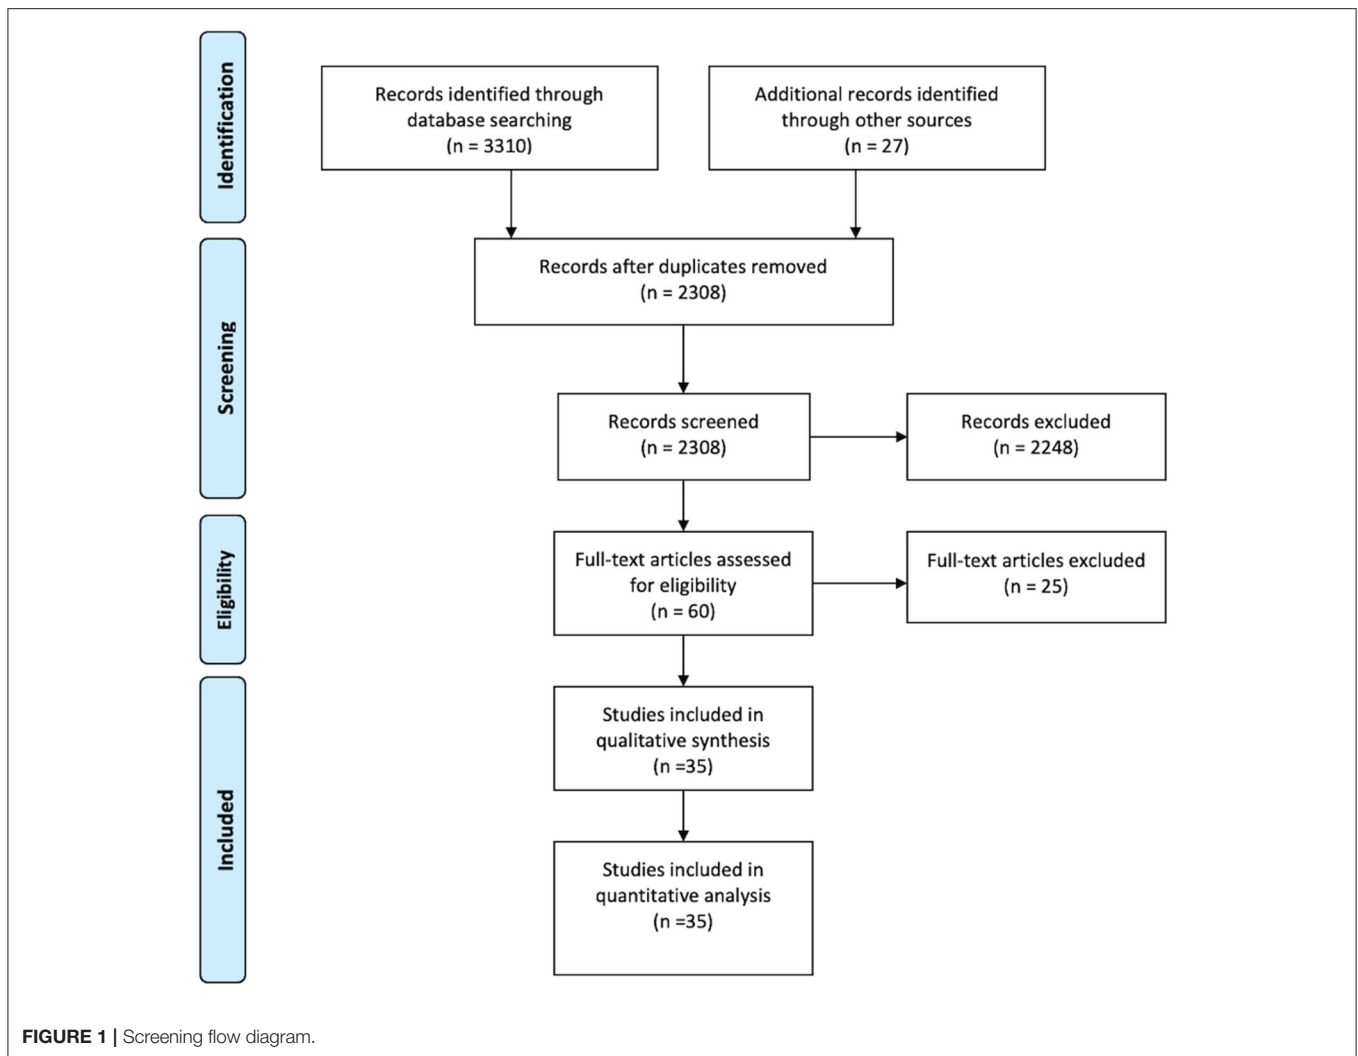 Identification
Records identified through
database searching
(n = 3310)
Additional records identified
through other sources
(n = 27)
Screening
Records after duplicates removed
(n = 2308)
Records screened
(n = 2308)
Records excluded
(n = 2248)
Eligibility
Full-text articles assessed
for eligibility
(n = 60)
Full-text articles excluded
(n = 25)
Included
Studies included in
qualitative synthesis
(n =35)
Studies included in
quantitative analysis
(n =35)
FIGURE 1 | Screening flow diagram.